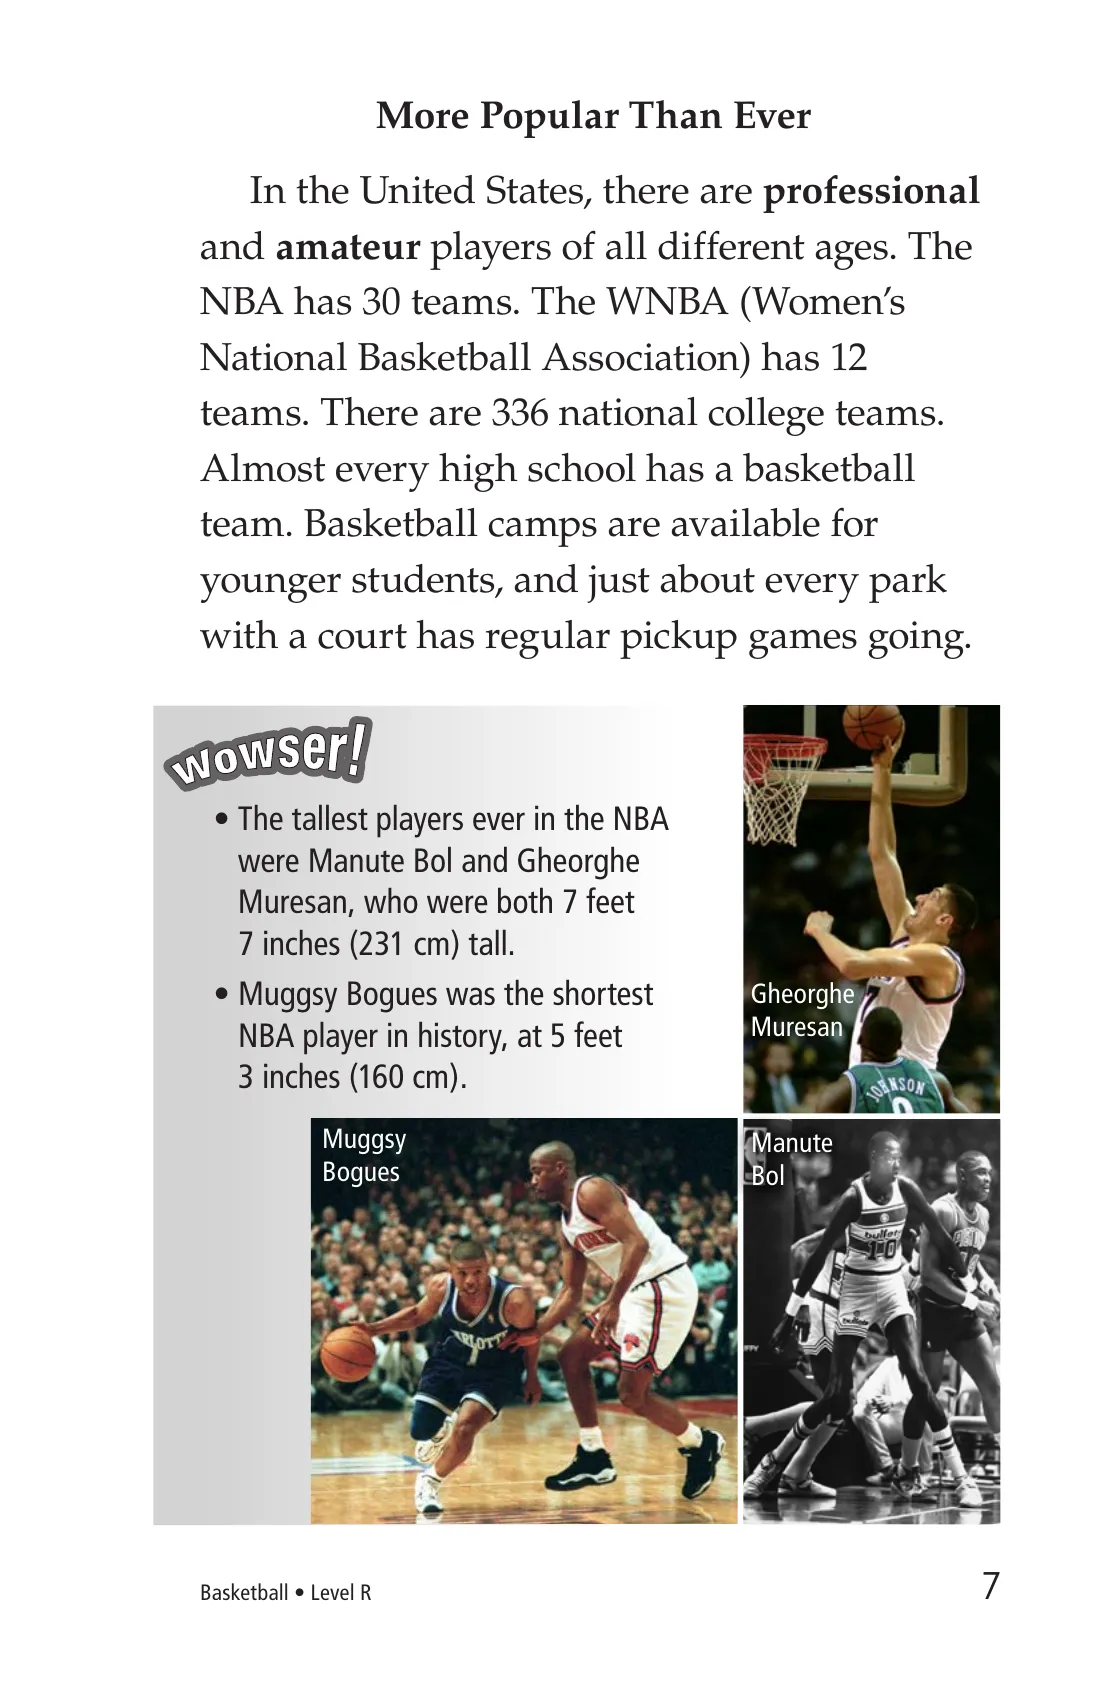 More Popular Than Ever
In the United States, there are professional
and amateur players of all different ages. The
NBA has 30 teams. The WNBA (Women’s
National Basketball Association) has 12
teams. There are 336 national college teams.
Almost every high school has a basketball
team. Basketball camps are available for
younger students, and just about every park
with a court has regular pickup games going.
Wowser!
• The tallest players ever in the NBA
were Manute Bol and Gheorghe
Muresan, who were both 7 feet
7 inches (231 cm) tall.
• Muggsy Bogues was the shortest
NBA player in history, at 5 feet
3 inches (160 cm).
Gheorghe
Muresan
7
JOHNSON
Muggsy
Bogues
1
Manute
Bol
bullets
10
bullets
Basketball • Level R
7